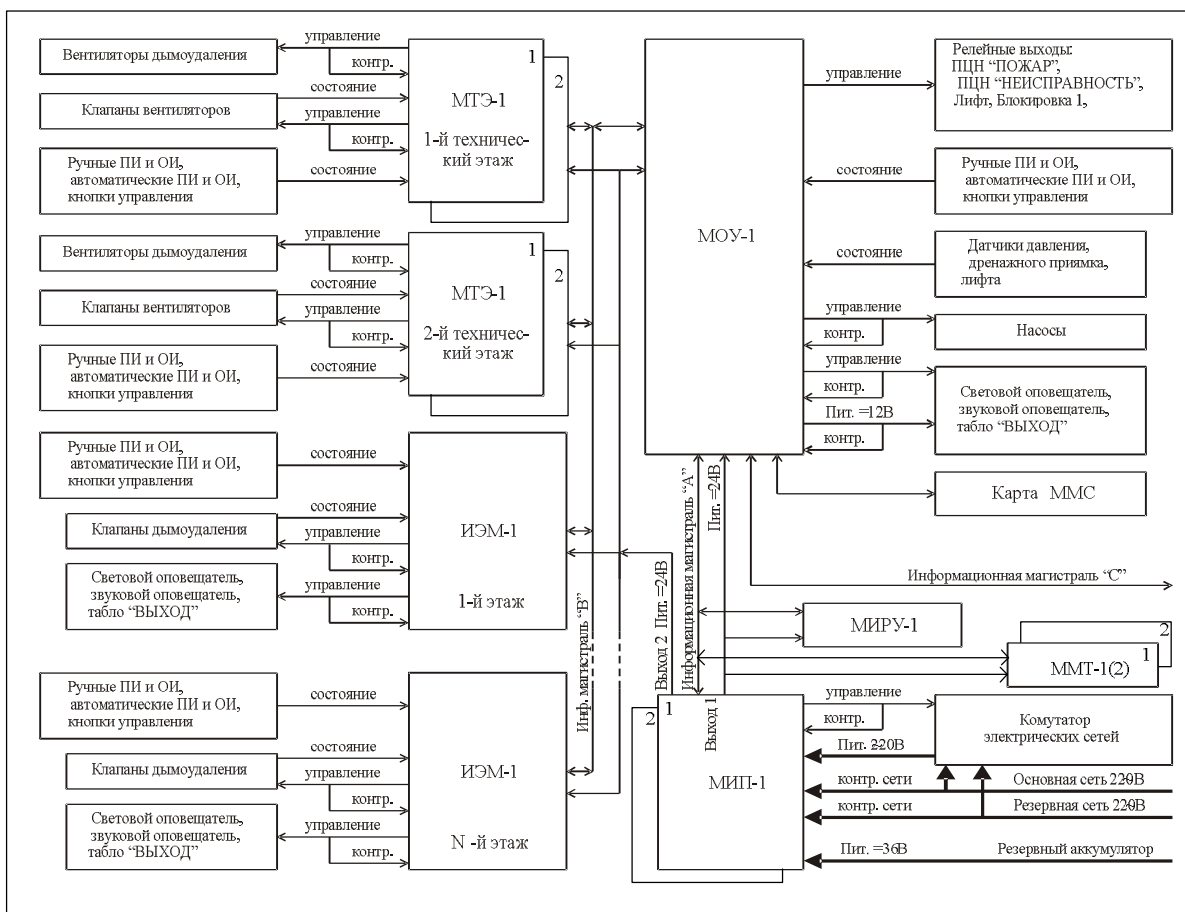 Вентиляторы дымоудаления
управление
контр.
Клапаны вентиляторов
состояние
управление
контр.
Ручные ПИ и ОИ,
автоматические ПИ и ОИ,
кнопки управления
состояние
1
2
МТЭ-1
1-й техничес-
кий этаж
Вентиляторы дымоудаления
управление
контр.
Клапаны вентиляторов
состояние
управление
контр.
Ручные ПИ и ОИ,
автоматические ПИ и ОИ,
кнопки управления
состояние
1
2
МТЭ-1
2-й техничес-
кий этаж
Ручные ПИ и ОИ,
автоматические ПИ и ОИ,
кнопки управления
состояние
Клапаны дымоудаления
состояние
управление
контр.
Световой оповещатель,
звуковой оповещатель,
табло “ВЫХОД”
управление
контр.
ИЭМ-1
1-й этаж
Ручные ПИ и ОИ,
автоматические ПИ и ОИ,
кнопки управления
состояние
Клапаны дымоудаления
состояние
управление
контр.
Световой оповещатель,
звуковой оповещатель,
табло “ВЫХОД”
управление
контр.
ИЭМ-1
N -й этаж
Инф. магистраль “В”
Выход 2 Пит. =24В
Информационная магистраль “А”
Пит. =24В
МОУ-1
управление
Релейные выходы:
ПЦН “ПОЖАР”,
ПЦН “НЕИСПРАВНОСТЬ”,
Лифт, Блокировка 1,
состояние
Ручные ПИ и ОИ,
автоматические ПИ и ОИ,
кнопки управления
состояние
Датчики давления,
дренажного приямка,
лифта
управление
контр.
Насосы
управление
контр.
Пит. =12В
контр.
Световой оповещатель,
звуковой оповещатель,
табло “ВЫХОД”
Карта ММС
Информационная магистраль “С”
МИРУ-1
2
1
ММТ-1(2)
2
1
Выход 1
МИП-1
управление
контр.
Комутатор
электрических сетей
Пит. ~220В
контр. сети
Основная сеть ~220В
контр. сети
Резервная сеть ~220В
Пит. =36В
Резервный аккумулятор